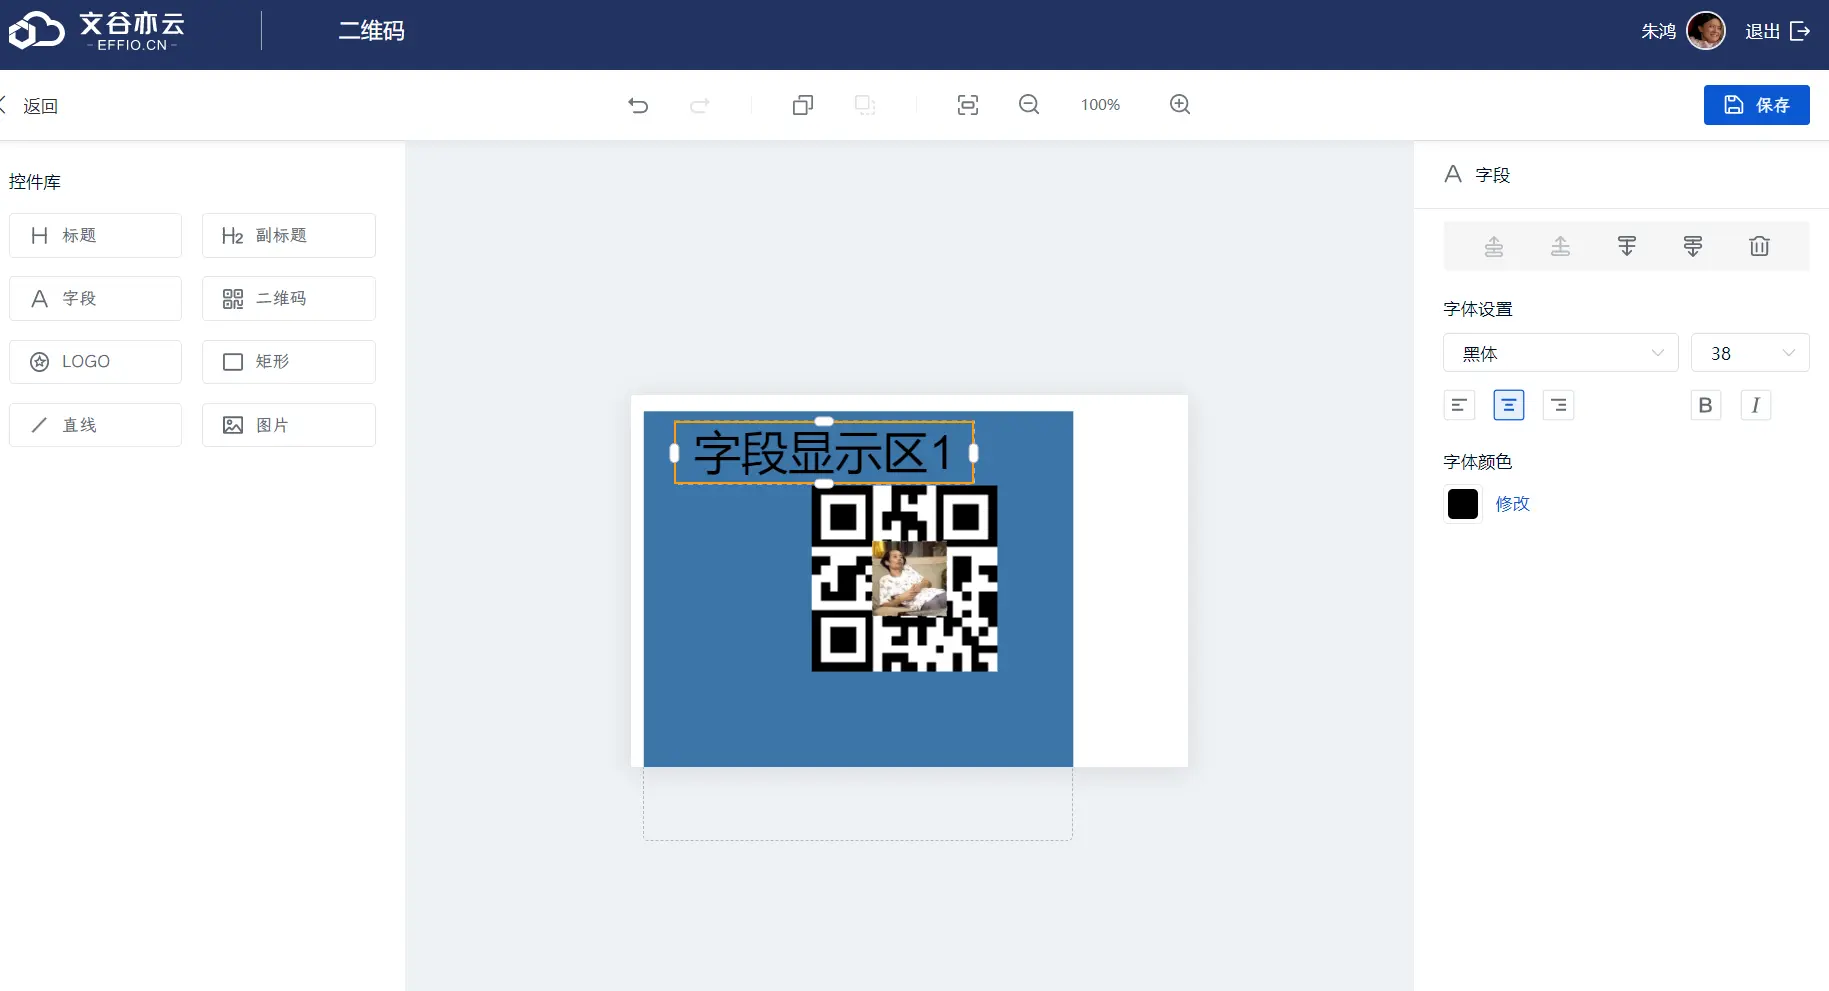 文谷亦云
-EFFIO.CN-
二维码
朱鸿
退出
返回
100%
保存
控件库
H 标题
H2 副标题
A 字段
二维码
LOGO
矩形
直线
图片
字段显示区1
A 字段
字体设置
黑体
38
B I
字体颜色
修改